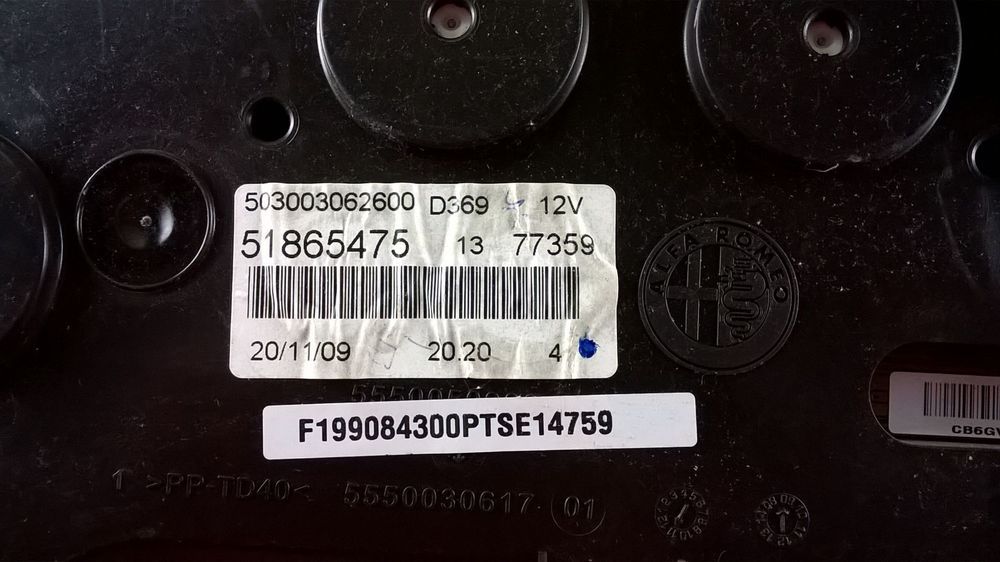 503003062600 D369 12V
51865475 13 77359
20/11/09 20.20 4
ALFA ROMEO
F199084300PTSE14759
1 >PP-TD40< 5550030617 01